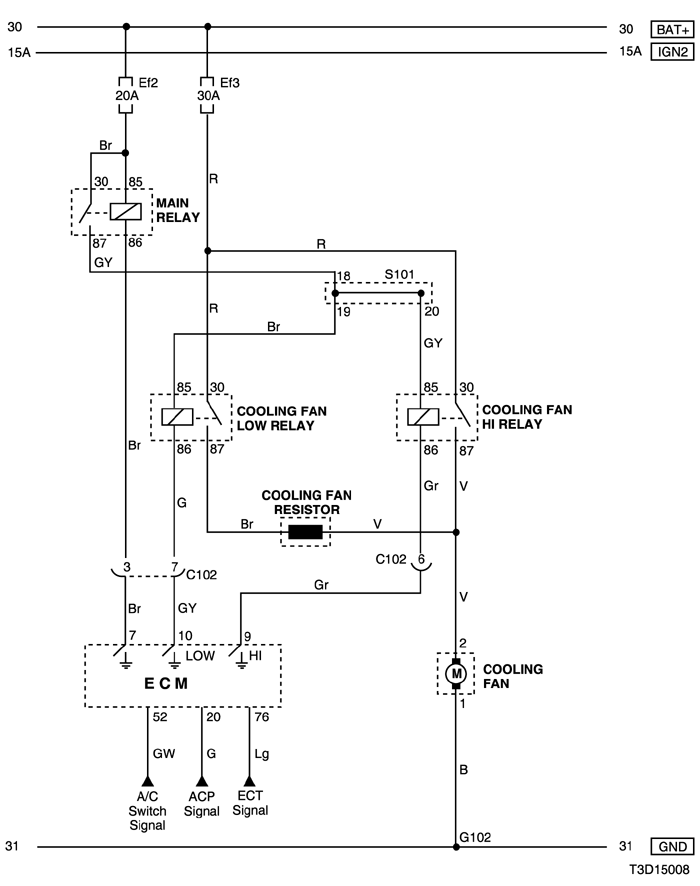 30
30 BAT+
15A
15A IGN2
Ef2
20A
Ef3
30A
Br
R
30 85
MAIN
RELAY
87 86
GY
R
18 S101
19 20
R
Br
GY
85 30
COOLING FAN
LOW RELAY
86 87
85 30
COOLING FAN
HI RELAY
86 87
Br
G
Gr
V
COOLING FAN
RESISTOR
Br
V
3 7
C102
C102 6
Gr
Br
GY
V
7 10 9
LOW HI
ECM
2
M
COOLING
FAN
1
52 20 76
GW G Lg
B
A/C
Switch
Signal
ACP
Signal
ECT
Signal
G102
31
31 GND
T3D15008